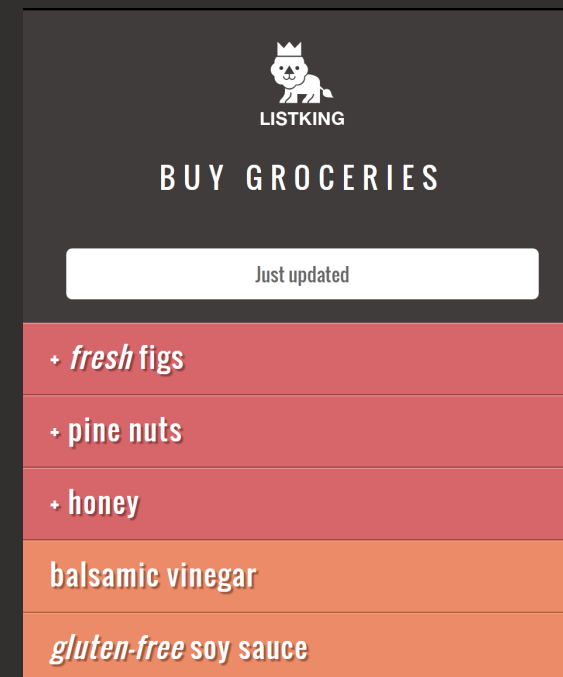 LISTKING
BUY GROCERIES
Just updated
+ fresh figs
+ pine nuts
+ honey
balsamic vinegar
gluten-free soy sauce